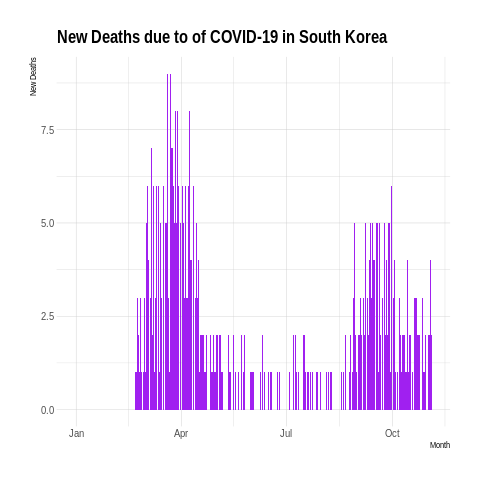 New Deaths due to of COVID-19 in South Korea
New Deaths
7.5
5.0
2.5
0.0
Jan Apr Jul Oct
Month